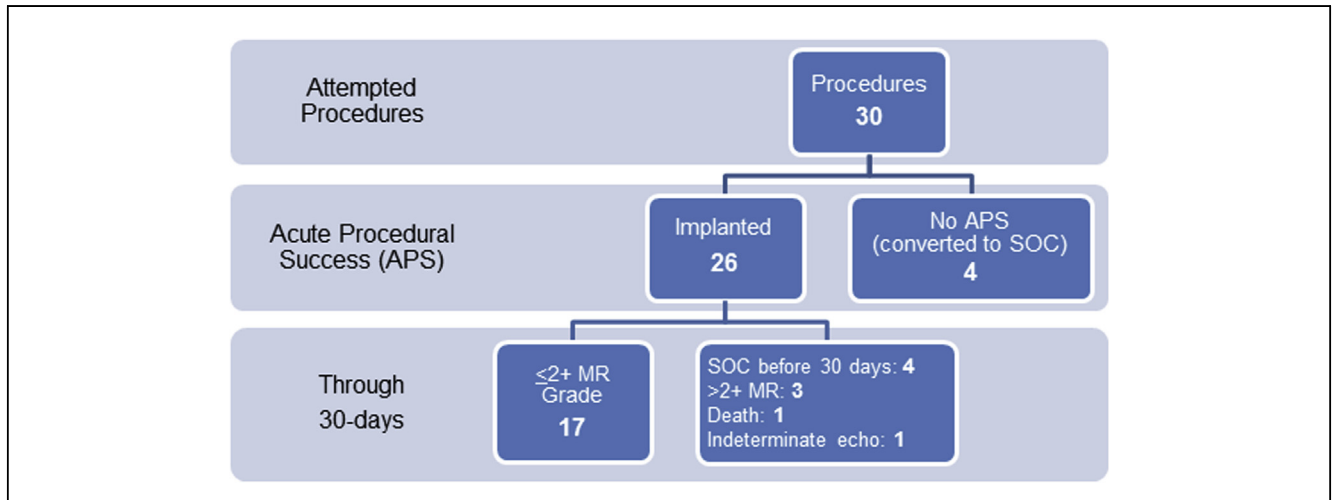 Attempted
Procedures
Procedures
30
Acute Procedural
Success (APS)
Implanted
26
No APS
(converted to SOC)
4
Through
30-days
≤2+ MR
Grade
17
SOC before 30 days: 4
>2+ MR: 3
Death: 1
Indeterminate echo: 1